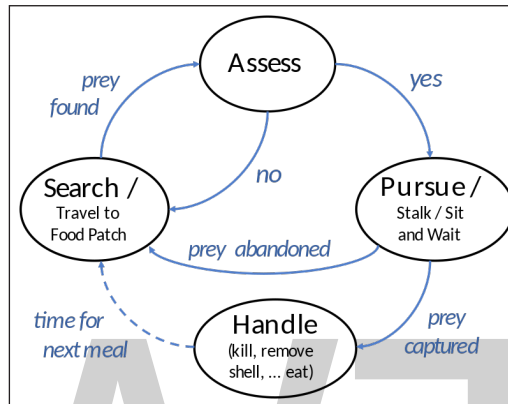 Assess
prey
found
yes
no
Search /
Travel to
Food Patch
Pursue /
Stalk / Sit
and Wait
prey abandoned
time for
next meal
Handle
(kill, remove
shell, ... eat)
prey
captured